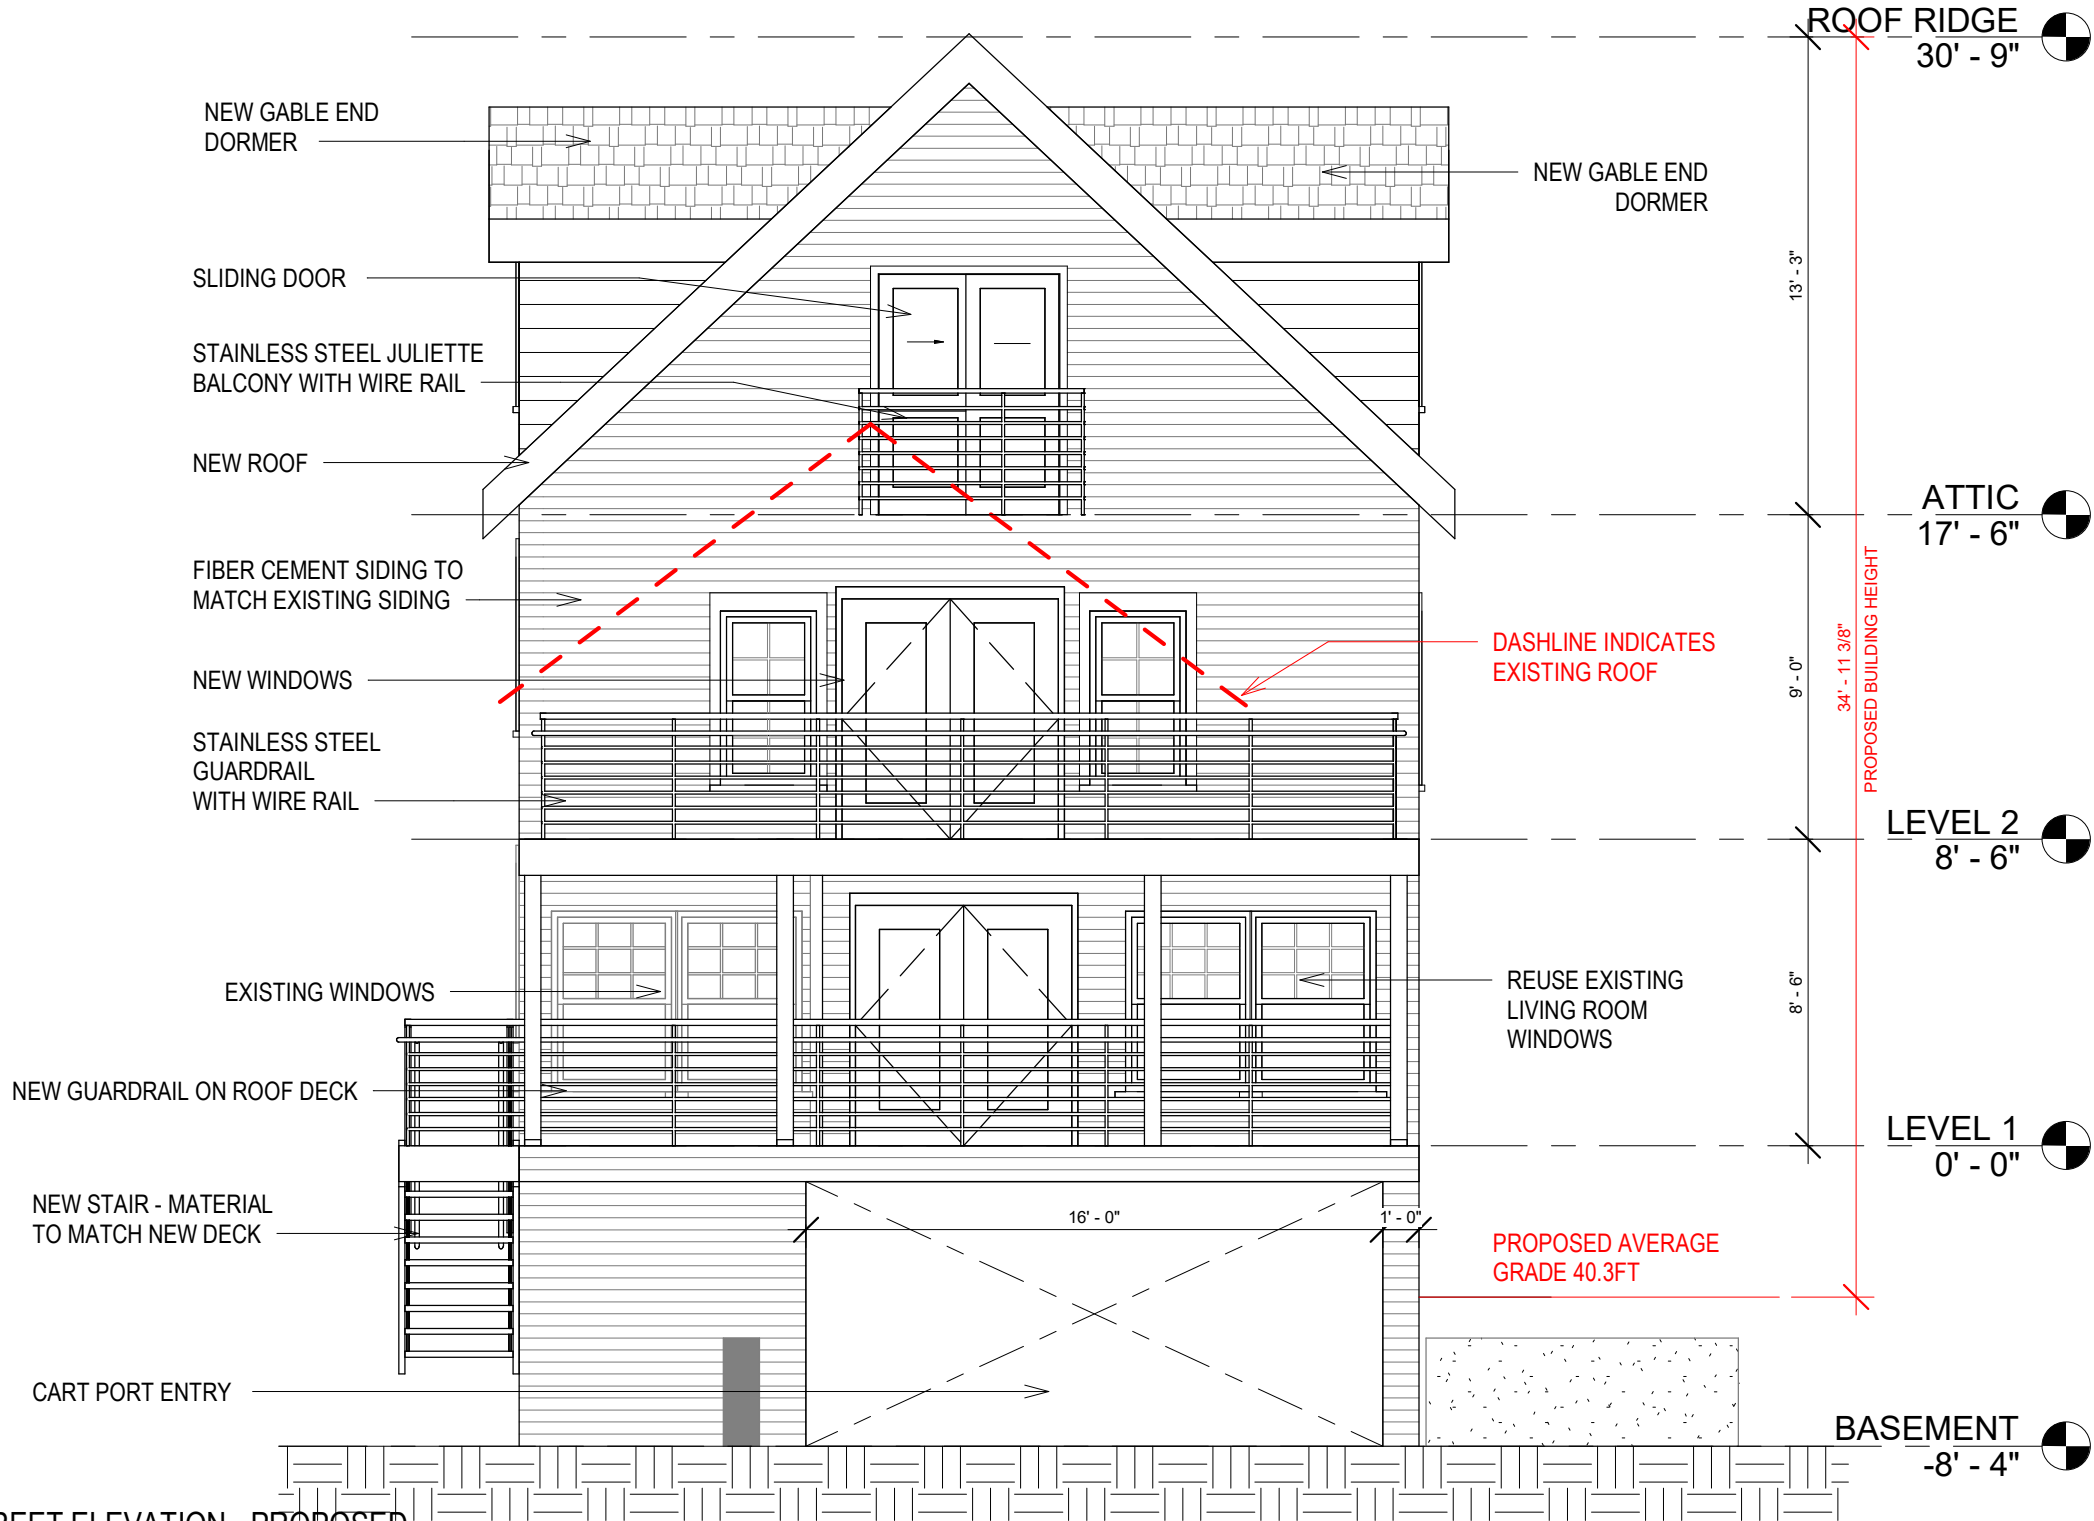 ROOF RIDGE
30' - 9"
NEW GABLE END
DORMER
NEW GABLE END
DORMER
SLIDING DOOR
13' - 3"
STAINLESS STEEL JULIETTE
BALCONY WITH WIRE RAIL
NEW ROOF
ATTIC
17' - 6"
FIBER CEMENT SIDING TO
MATCH EXISTING SIDING
DASHLINE INDICATES
EXISTING ROOF
9' - 0"
34' - 11 3/8"
PROPOSED BUILDING HEIGHT
NEW WINDOWS
STAINLESS STEEL
GUARDRAIL
WITH WIRE RAIL
LEVEL 2
8' - 6"
EXISTING WINDOWS
REUSE EXISTING
LIVING ROOM
WINDOWS
8' - 6"
NEW GUARDRAIL ON ROOF DECK
LEVEL 1
0' - 0"
NEW STAIR - MATERIAL
TO MATCH NEW DECK
16' - 0"
1' - 0"
PROPOSED AVERAGE
GRADE 40.3FT
CART PORT ENTRY
BASEMENT
-8' - 4"
ELEVATION - PROPOSED